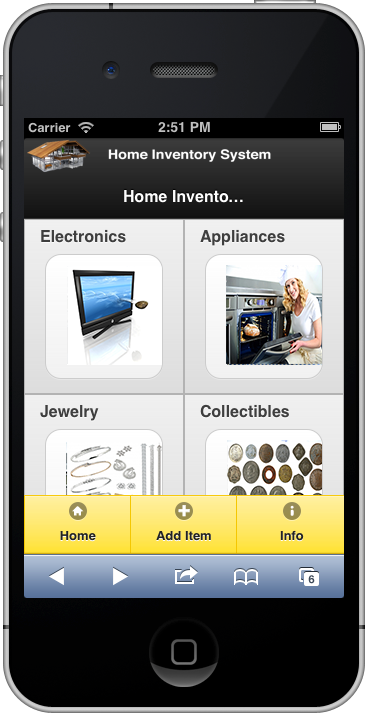 Carrier 2:51 PM
Home Inventory System
Home Invento...
Electronics Appliances
Jewelry Collectibles
Home Add Item Info
6